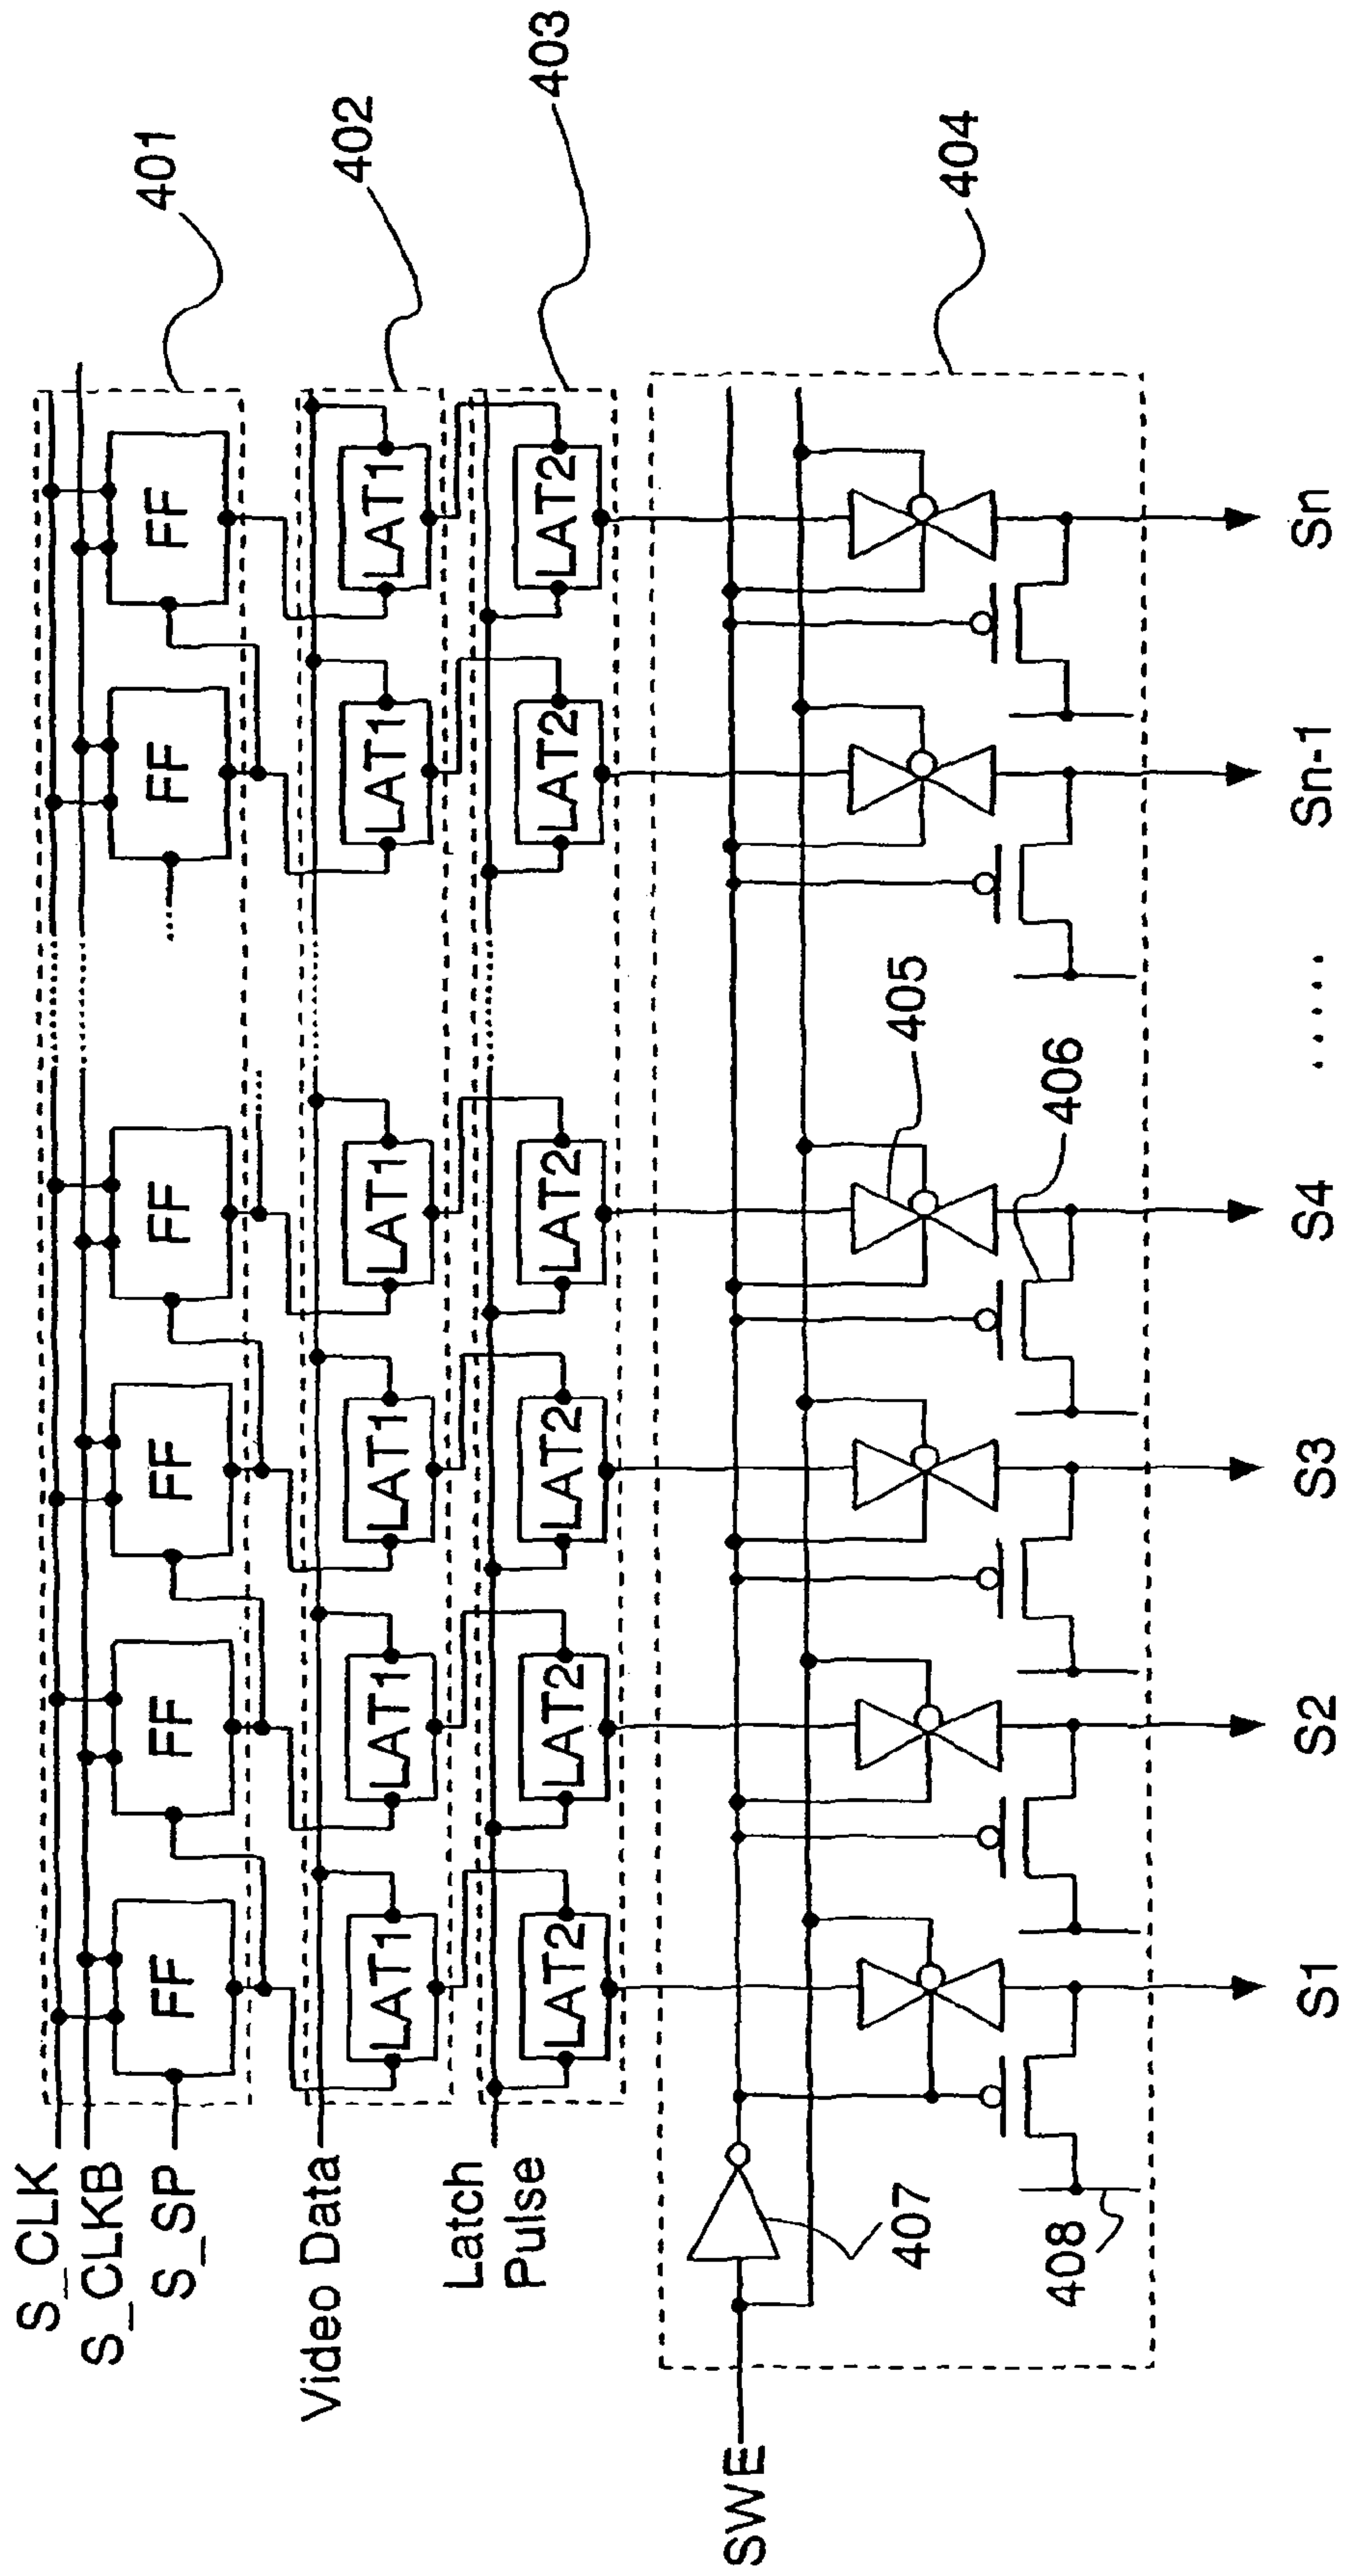 S_CLK
S_CLKB
S_SP
FF FF FF FF FF FF
401
Video Data
LAT1 LAT1 LAT1 LAT1 LAT1 LAT1
402
Latch
Pulse
LAT2 LAT2 LAT2 LAT2 LAT2 LAT2
403
SWE
407
408
405
406
404
S1 S2 S3 S4 ..... Sn-1 Sn